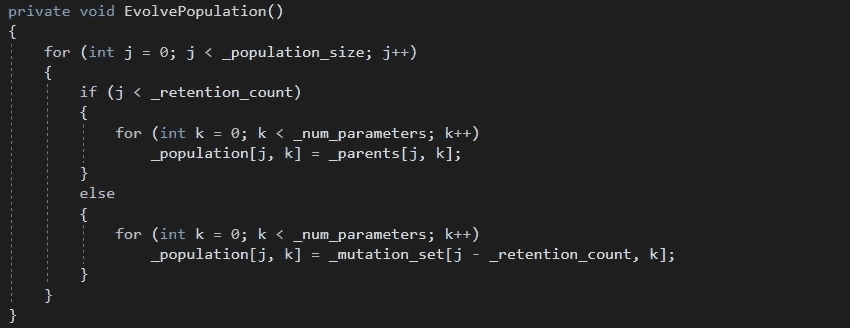 private void EvolvePopulation()
{
    for (int j = 0; j < _population_size; j++)
    {
        if (j < _retention_count)
        {
            for (int k = 0; k < _num_parameters; k++)
                _population[j, k] = _parents[j, k];
        }
        else
        {
            for (int k = 0; k < _num_parameters; k++)
                _population[j, k] = _mutation_set[j - _retention_count, k];
        }
    }
}